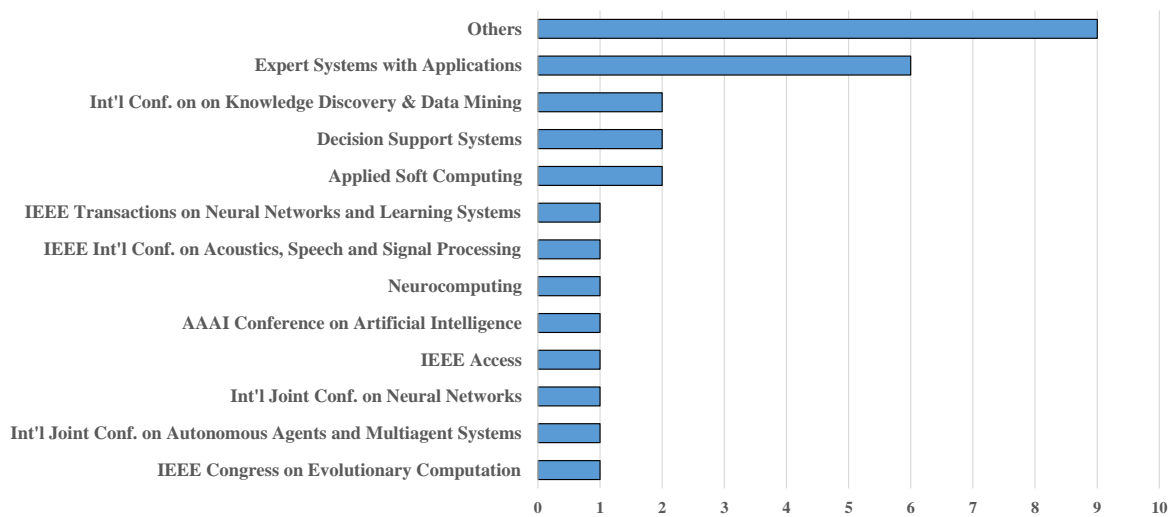 Others
Expert Systems with Applications
Int'l Conf. on on Knowledge Discovery & Data Mining
Decision Support Systems
Applied Soft Computing
IEEE Transactions on Neural Networks and Learning Systems
IEEE Int'l Conf. on Acoustics, Speech and Signal Processing
Neurocomputing
AAAI Conference on Artificial Intelligence
IEEE Access
Int'l Joint Conf. on Neural Networks
Int'l Joint Conf. on Autonomous Agents and Multiagent Systems
IEEE Congress on Evolutionary Computation
0 1 2 3 4 5 6 7 8 9 10